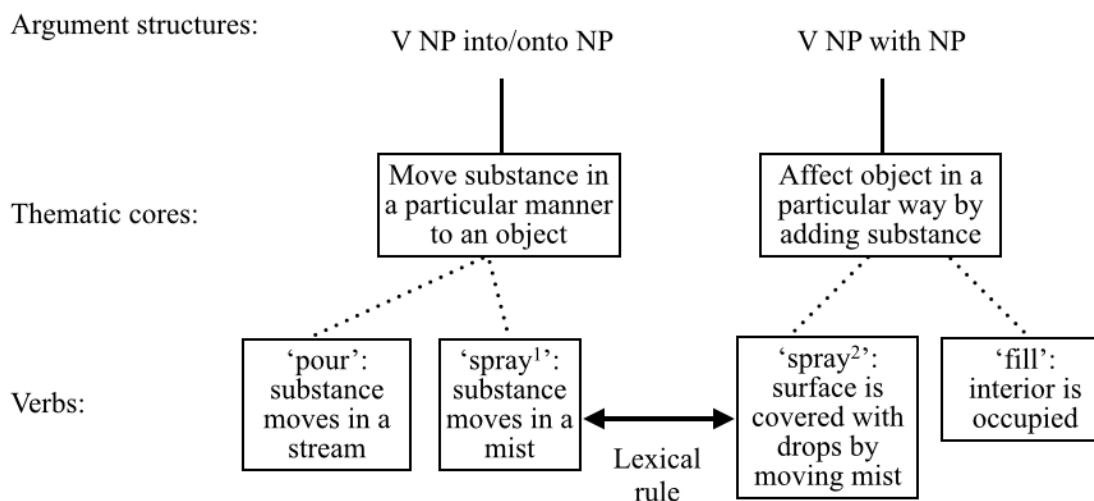 Argument structures:
V NP into/onto NP
V NP with NP
Thematic cores:
Move substance in
a particular manner
to an object
Affect object in a
particular way by
adding substance
Verbs:
‘pour’:
substance
moves in a
stream
‘spray¹’:
substance
moves in a
mist
Lexical
rule
‘spray²’:
surface is
covered with
drops by
moving mist
‘fill’:
interior is
occupied